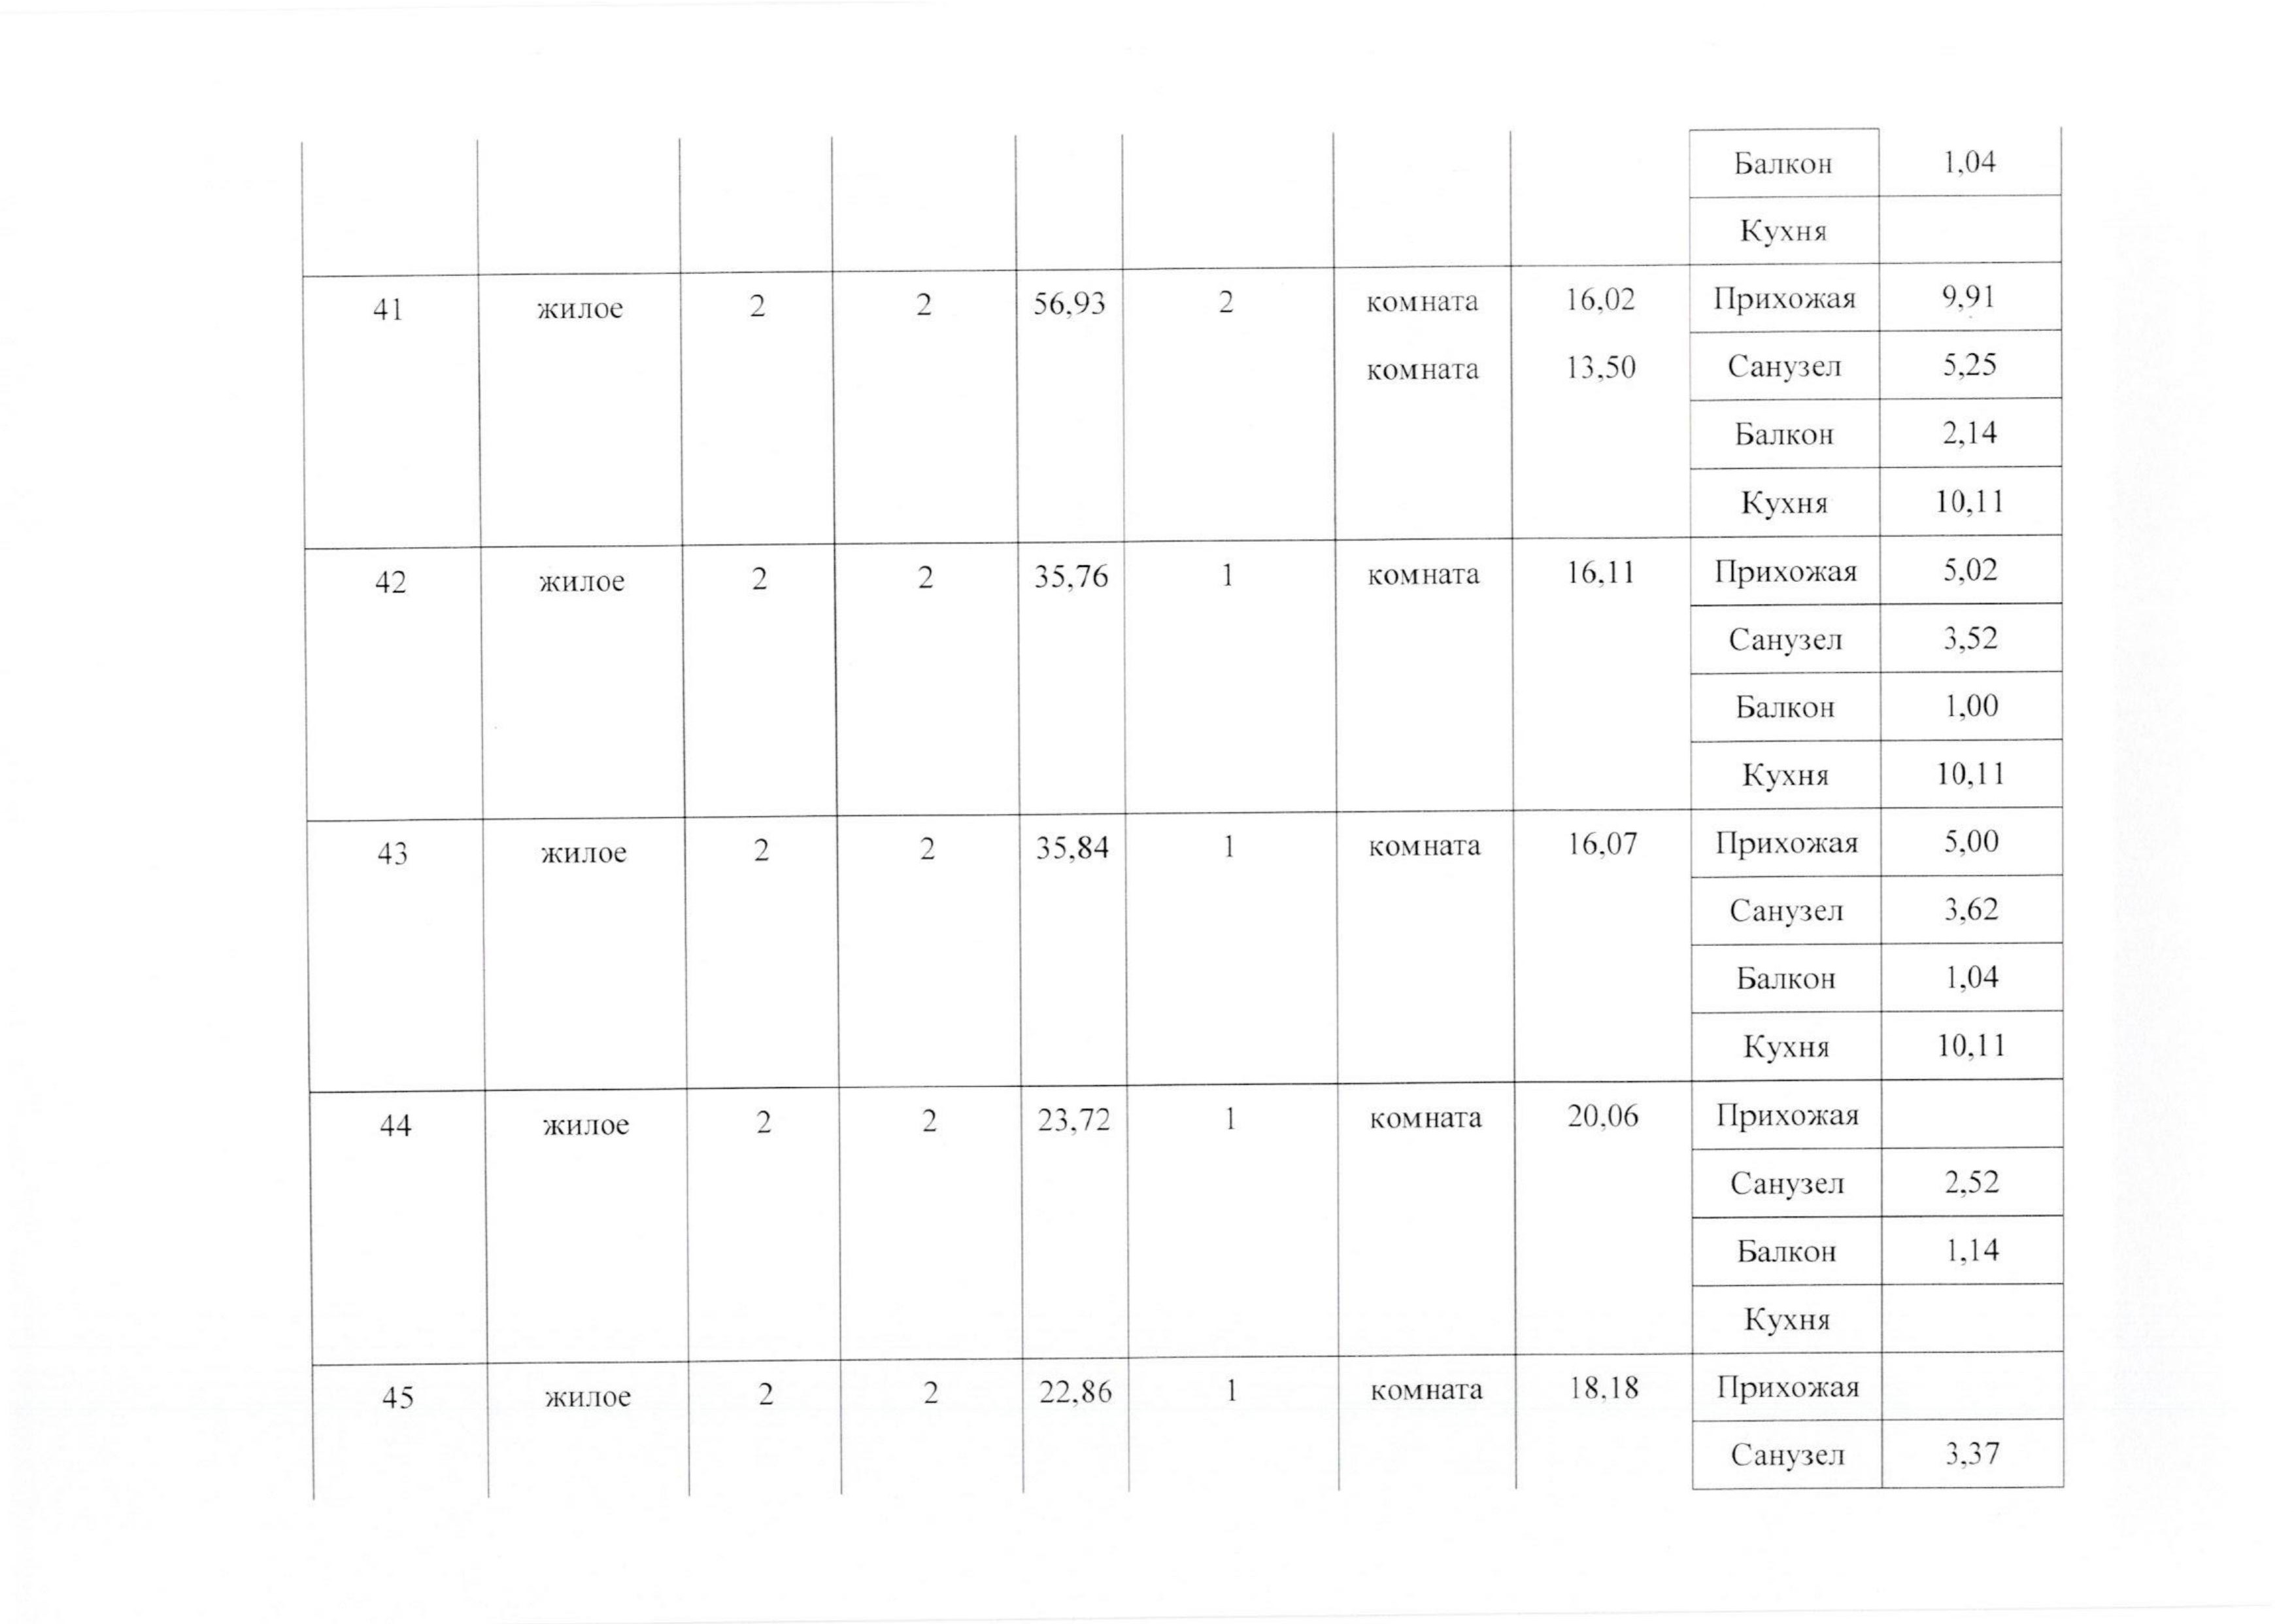 Балкон 1,04
Кухня
41 жилое 2 2 56,93 2 комната 16,02 Прихожая 9,91
комната 13,50 Санузел 5,25
Балкон 2,14
Кухня 10,11
42 жилое 2 2 35,76 1 комната 16,11 Прихожая 5,02
Санузел 3,52
Балкон 1,00
Кухня 10,11
43 жилое 2 2 35,84 1 комната 16,07 Прихожая 5,00
Санузел 3,62
Балкон 1,04
Кухня 10,11
44 жилое 2 2 23,72 1 комната 20,06 Прихожая
Санузел 2,52
Балкон 1,14
Кухня
45 жилое 2 2 22,86 1 комната 18,18 Прихожая
Санузел 3,37